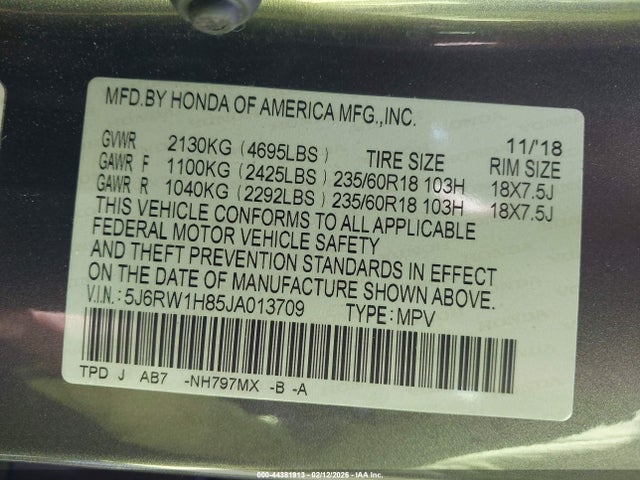 MFD.BY HONDA OF AMERICA MFG.,INC.
11/'18
GVWR 2130KG (4695LBS) TIRE SIZE RIM SIZE
GAWR F 1100KG (2425LBS) 235/60R18 103H 18X7.5J
GAWR R 1040KG (2292LBS) 235/60R18 103H 18X7.5J
THIS VEHICLE CONFORMS TO ALL APPLICABLE
FEDERAL MOTOR VEHICLE SAFETY
AND THEFT PREVENTION STANDARDS IN EFFECT
ON THE DATE OF MANUFACTURE SHOWN ABOVE.
V.I.N.: 5J6RW1H85JA013709 TYPE: MPV
TPD J AB7 -NH797MX -B -A
000-44381913 - 02/12/2026 - IAA Inc.